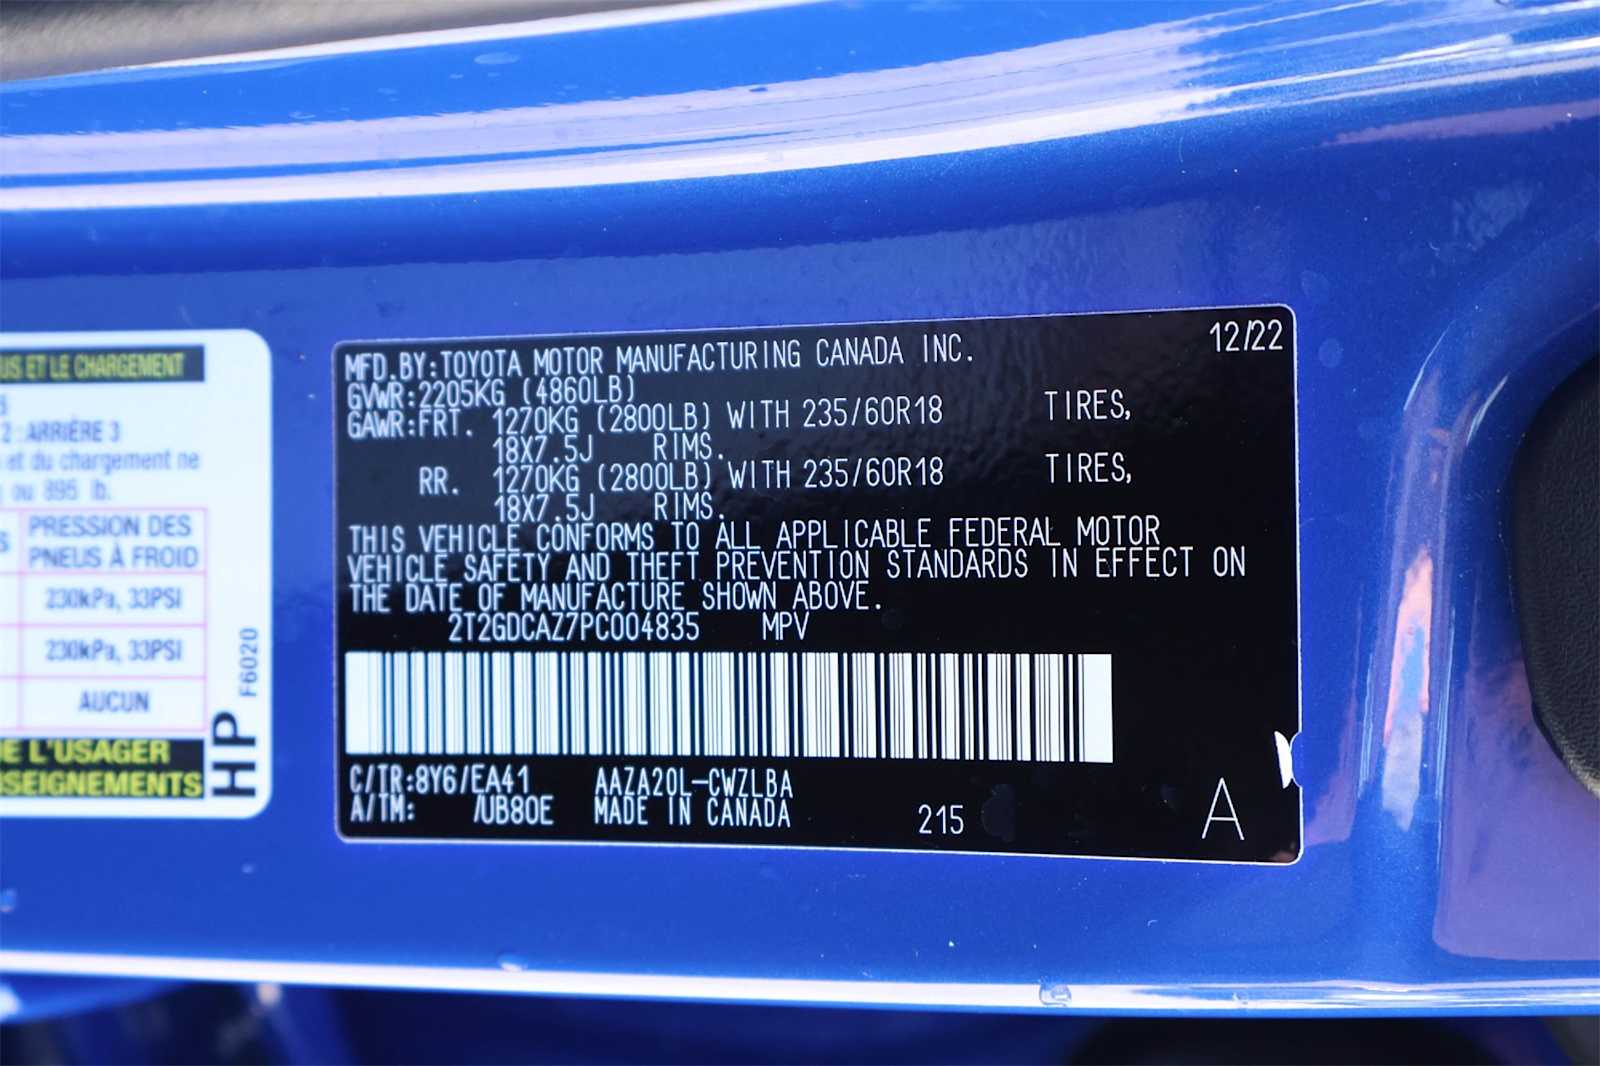 US ET LE CHARGEMENT
2 : ARRIÈRE 3
et du chargement ne
ou 895 lb.
PRESSION DES
PNEUS À FROID
230kPa, 33PSI
230kPa, 33PSI
AUCUN
DE L'USAGER
NSEIGNEMENTS
HP
F6020
MFD.BY:TOYOTA MOTOR MANUFACTURING CANADA INC. 12/22
GVWR:2205KG (4860LB)
GAWR:FRT. 1270KG (2800LB) WITH 235/60R18 TIRES,
18X7.5J RIMS.
RR. 1270KG (2800LB) WITH 235/60R18 TIRES,
18X7.5J RIMS.
THIS VEHICLE CONFORMS TO ALL APPLICABLE FEDERAL MOTOR
VEHICLE SAFETY AND THEFT PREVENTION STANDARDS IN EFFECT ON
THE DATE OF MANUFACTURE SHOWN ABOVE.
2T2GDCAZ7PC004835 MPV
C/TR:8Y6/EA41 AAZA20L-CWZLBA
A/TM: /UB80E MADE IN CANADA 215 A